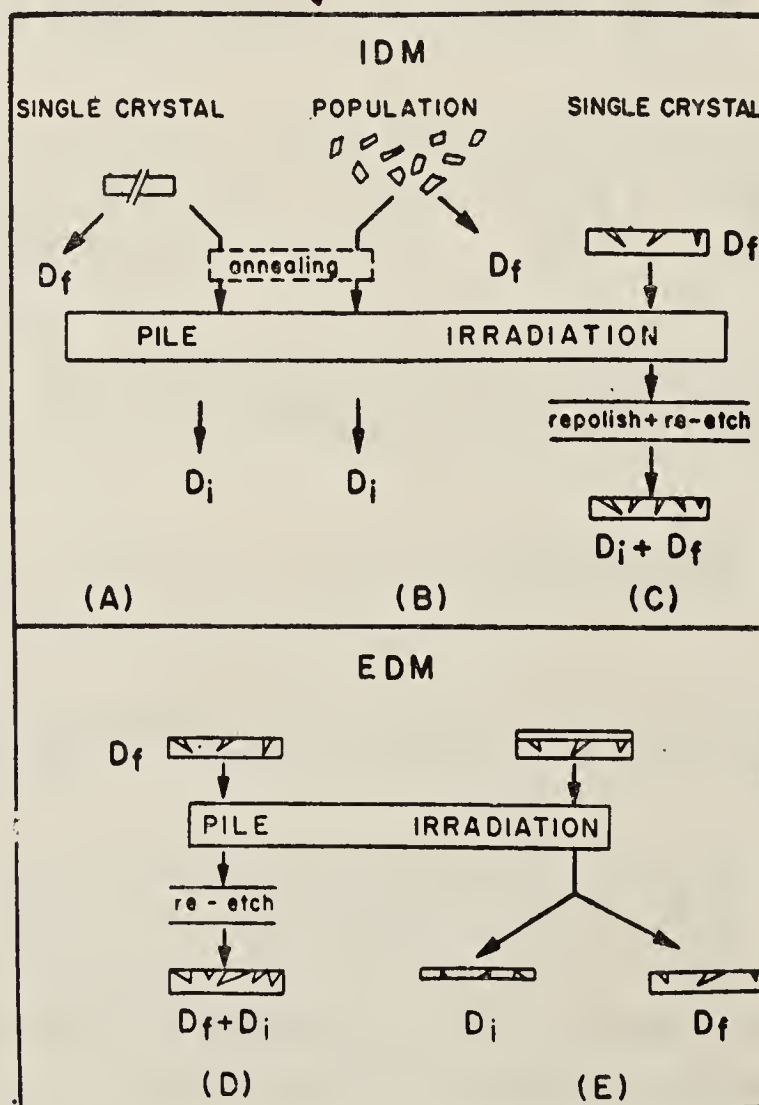 IDM
SINGLE CRYSTAL POPULATION SINGLE CRYSTAL
Df
annealing
Df
Df
PILE IRRADIATION
repolish + re-etch
Di Di
Di + Df
(A) (B) (C)
EDM
Df
PILE IRRADIATION
re - etch
Df + Di
Di
Df
(D) (E)